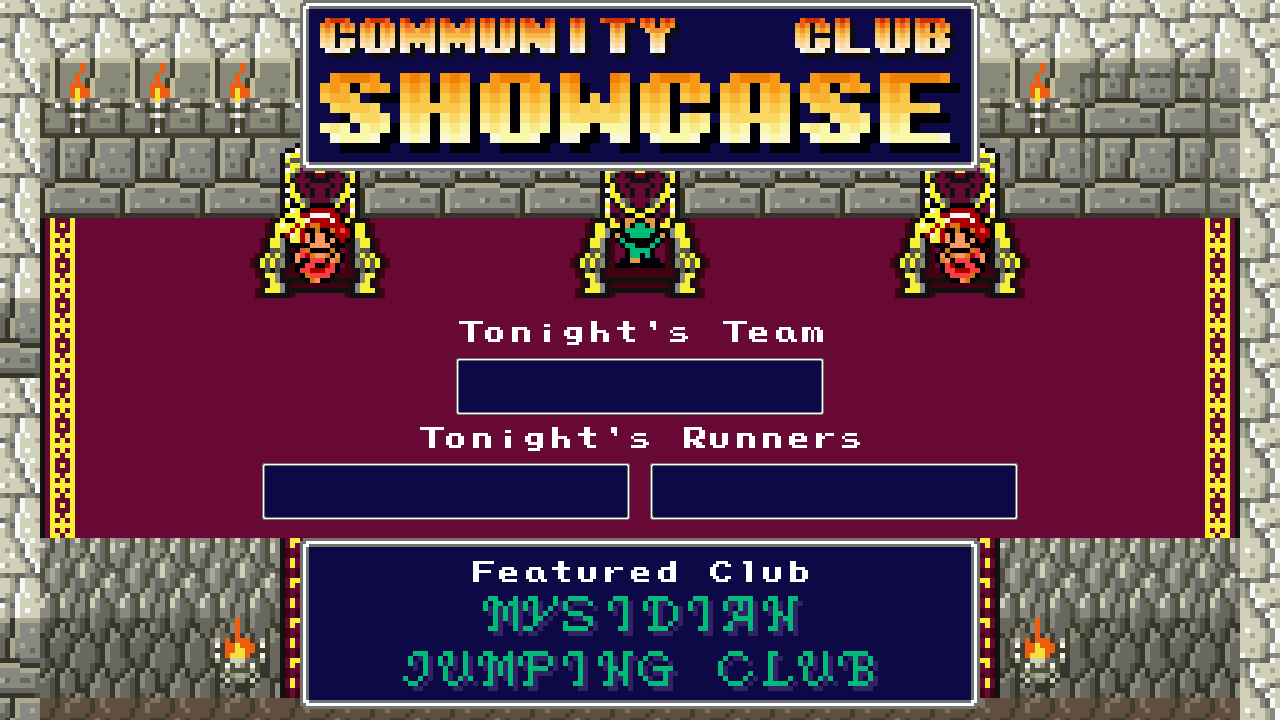 COMMUNITY CLUB
SHOWCASE
Tonight's Team
Tonight's Runners
Featured Club
MYSIDIAN
JUMPING CLUB